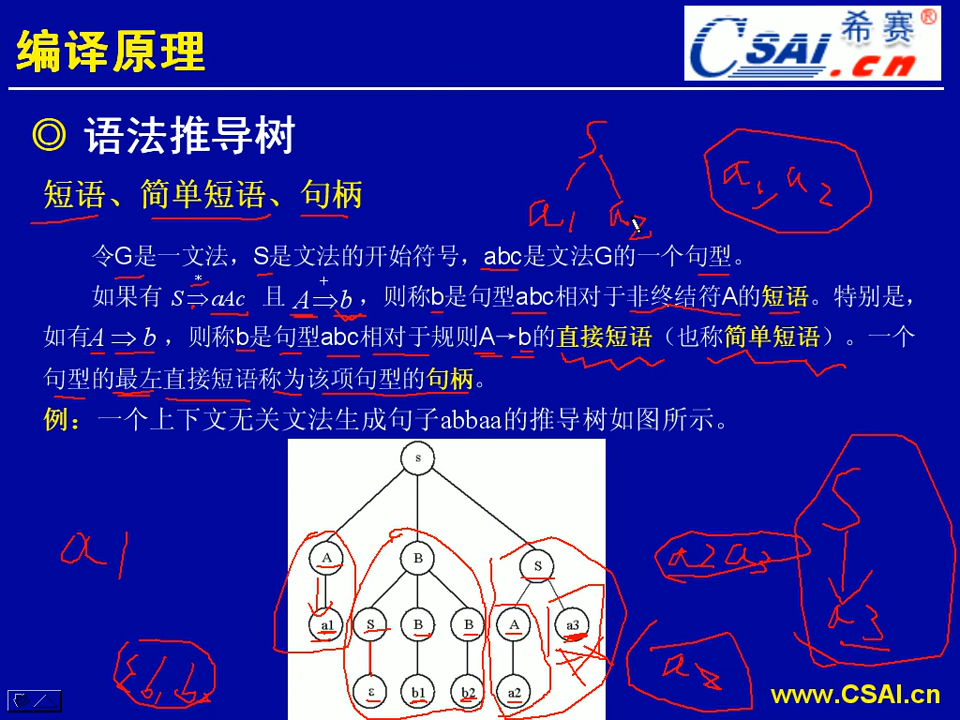 编译原理
CSAI.cn 希赛®
◎ 语法推导树
短语、简单短语、句柄
S
a1 a2
a3 a2
令G是一文法，S是文法的开始符号，abc是文法G的一个句型。
如果有 S*⇒aAc 且 A+⇒b，则称b是句型abc相对于非终结符A的短语。特别是，
如有A⇒b，则称b是句型abc相对于规则A→b的直接短语（也称简单短语）。一个
句型的最左直接短语称为该项句型的句柄。
例：一个上下文无关文法生成句子abbaa的推导树如图所示。
s
A B S
a1 S B B A a3
ε b1 b2 a2
a1
a2a3
S
a3
a2
www.CSAI.cn